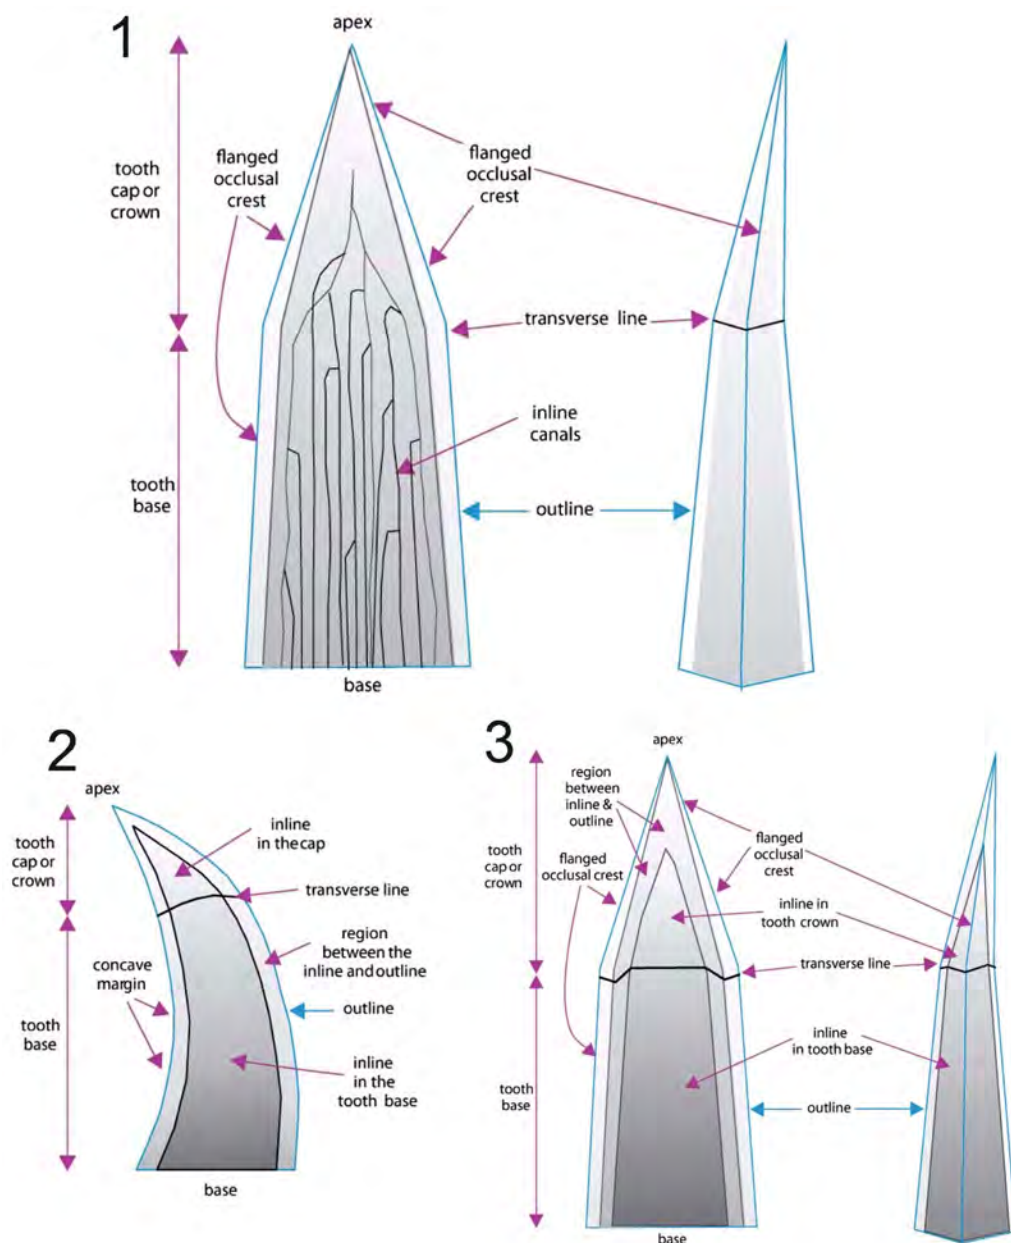 1
apex
tooth
cap or
crown
flanged
occlusal
crest
flanged
occlusal
crest
transverse line
inline
canals
tooth
base
outline
base
2
apex
tooth
cap or
crown
inline
in the cap
transverse line
region
between the
inline and outline
concave
margin
outline
tooth
base
inline
in the
tooth base
base
3
apex
region
between
inline &
outline
tooth
cap or
crown
flanged
occlusal crest
flanged
occlusal
crest
inline in
tooth crown
transverse line
inline
in tooth base
tooth
base
outline
base